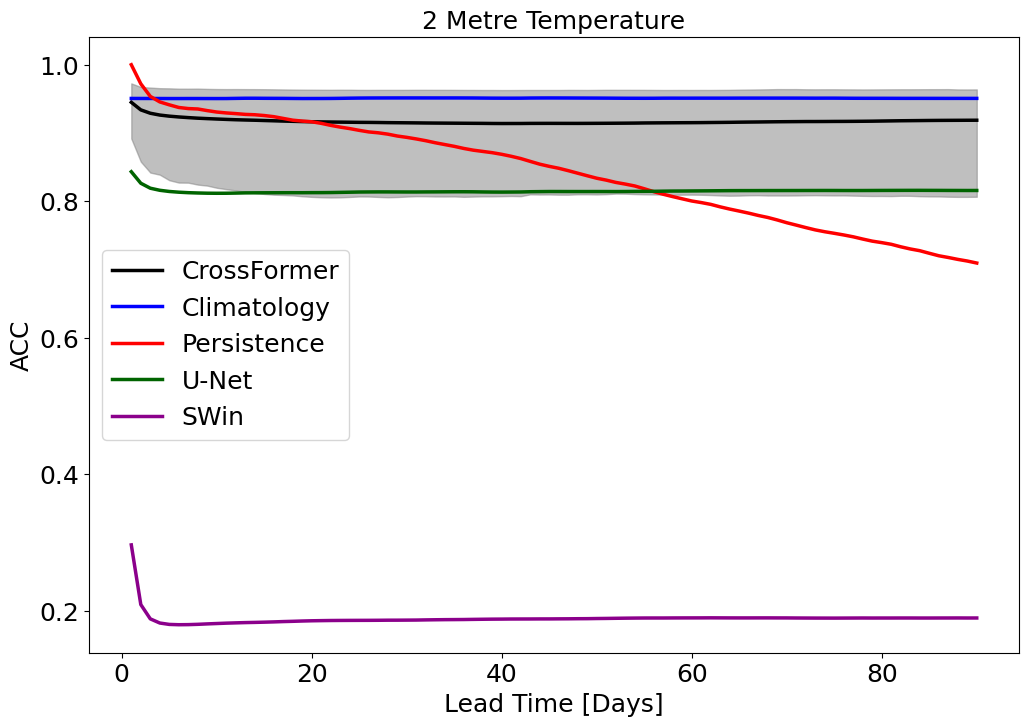 2 Metre Temperature
ACC
1.0
0.8
0.6
0.4
0.2
CrossFormer
Climatology
Persistence
U-Net
SWin
0 20 40 60 80
Lead Time [Days]